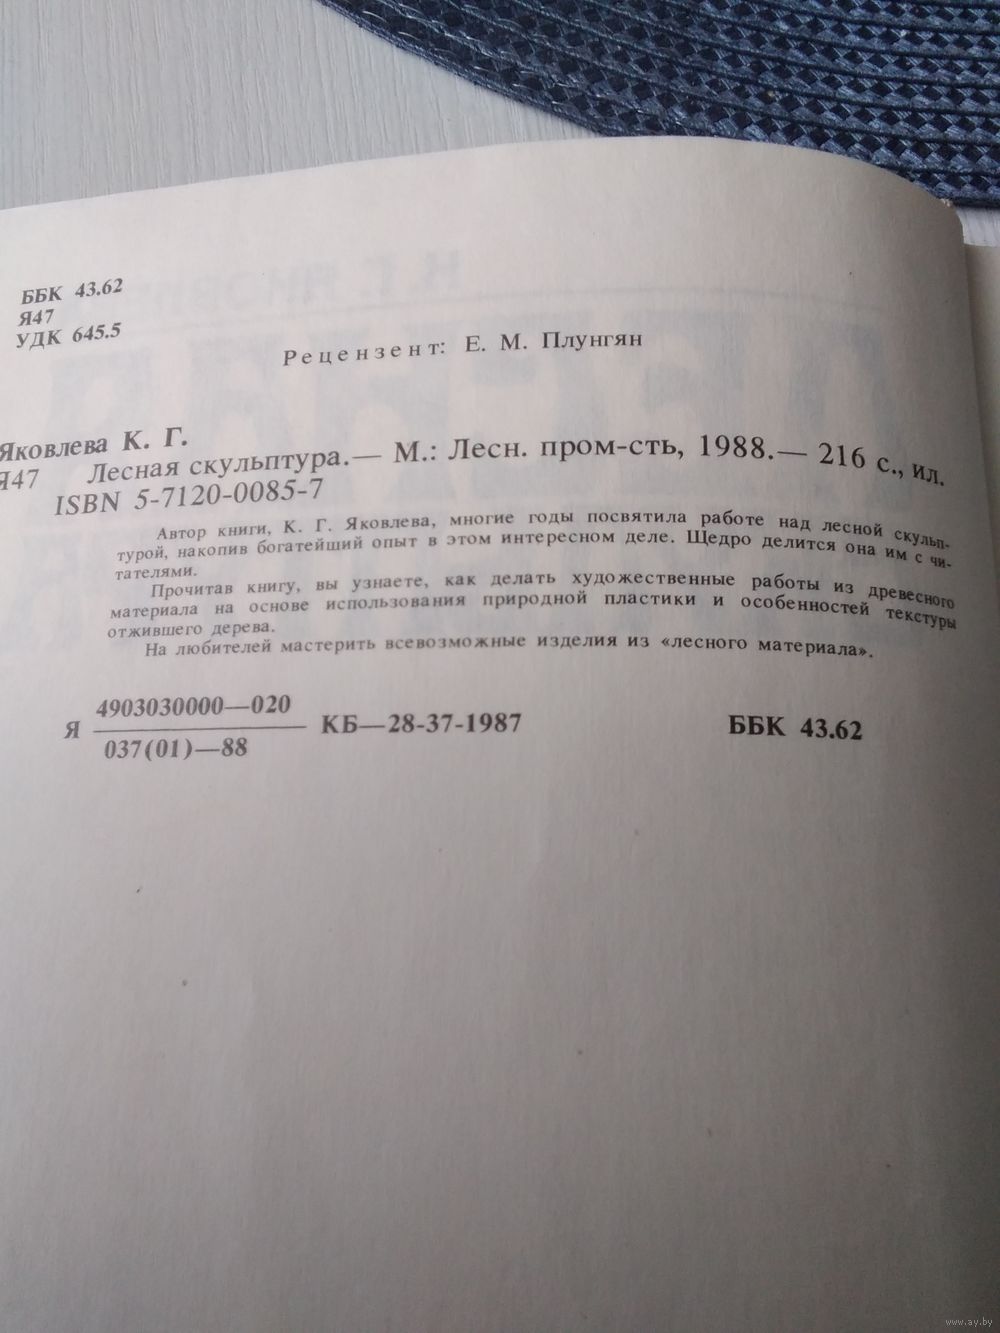 ББК 43.62
Я47
УДК 645.5
Рецензент: Е. М. Плунгян
Яковлева К. Г.
Я47 Лесная скульптура.— М.: Лесн. пром-сть, 1988.— 216 с., ил.
ISBN 5-7120-0085-7
Автор книги, К. Г. Яковлева, многие годы посвятила работе над лесной скульп-
турой, накопив богатейший опыт в этом интересном деле. Щедро делится она им с чи-
тателями.
Прочитав книгу, вы узнаете, как делать художественные работы из древесного
материала на основе использования природной пластики и особенностей текстуры
отжившего дерева.
На любителей мастерить всевозможные изделия из «лесного материала».
Я 4903030000—020
037(01)—88 КБ—28-37-1987 ББК 43.62
www.ay.by